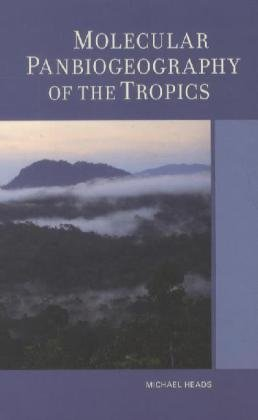 MOLECULAR
PANBIOGEOGRAPHY
OF THE TROPICS
MICHAEL HEADS